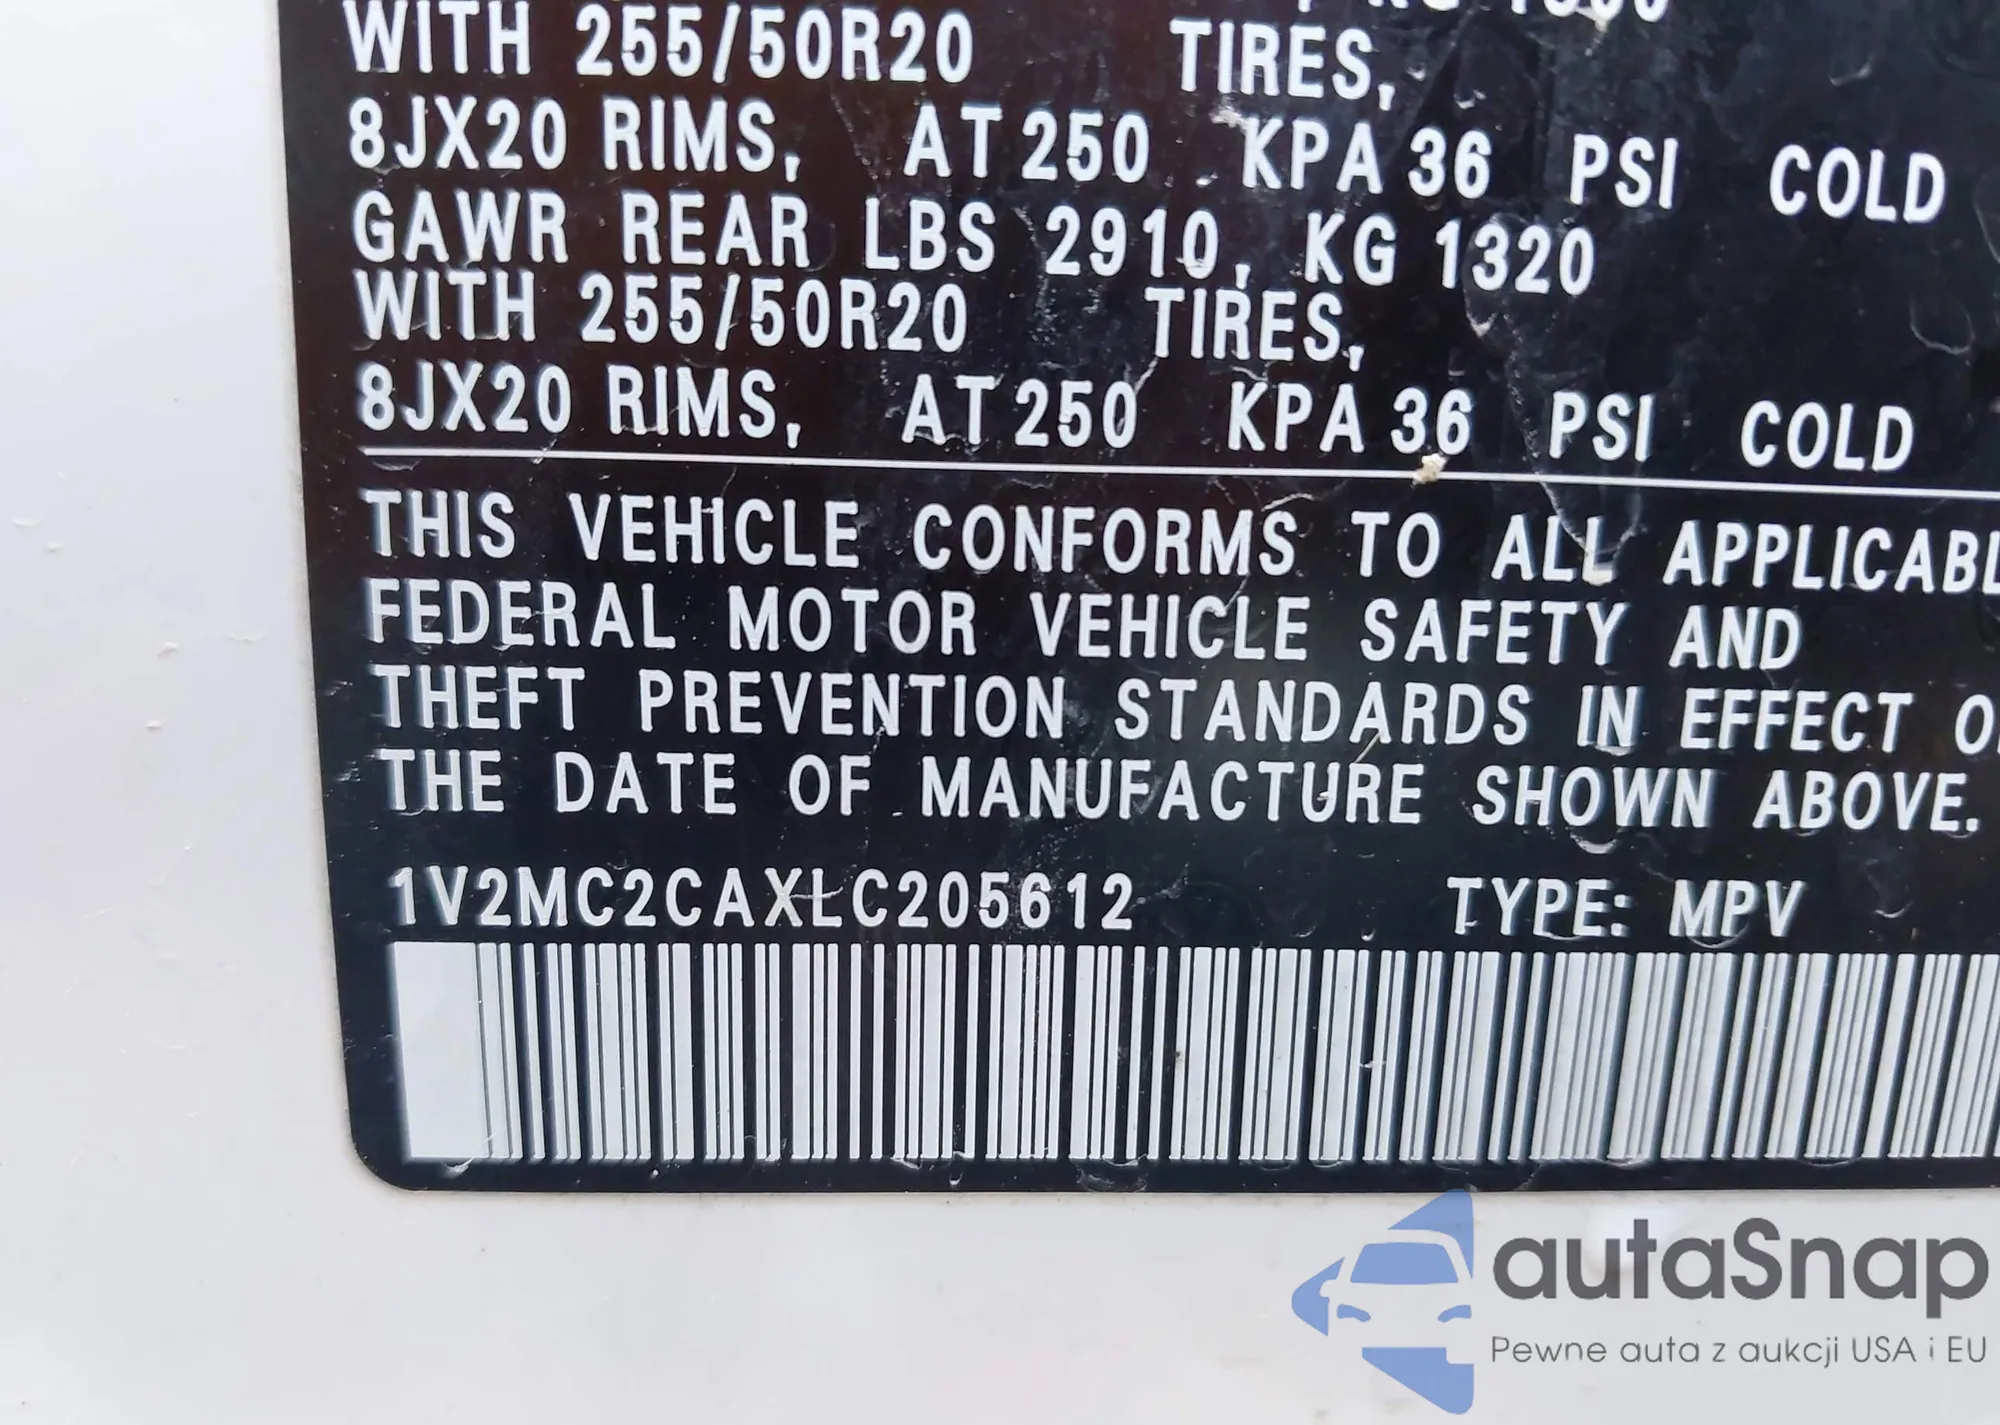 WITH 255/50R20 TIRES,
8JX20 RIMS, AT 250 KPA 36 PSI COLD
GAWR REAR LBS 2910, KG 1320
WITH 255/50R20 TIRES,
8JX20 RIMS, AT 250 KPA 36 PSI COLD
THIS VEHICLE CONFORMS TO ALL APPLICABL
FEDERAL MOTOR VEHICLE SAFETY AND
THEFT PREVENTION STANDARDS IN EFFECT O
THE DATE OF MANUFACTURE SHOWN ABOVE.
1V2MC2CAXLC205612 TYPE: MPV
autaSnap
Pewne auta z aukcji USA i EU